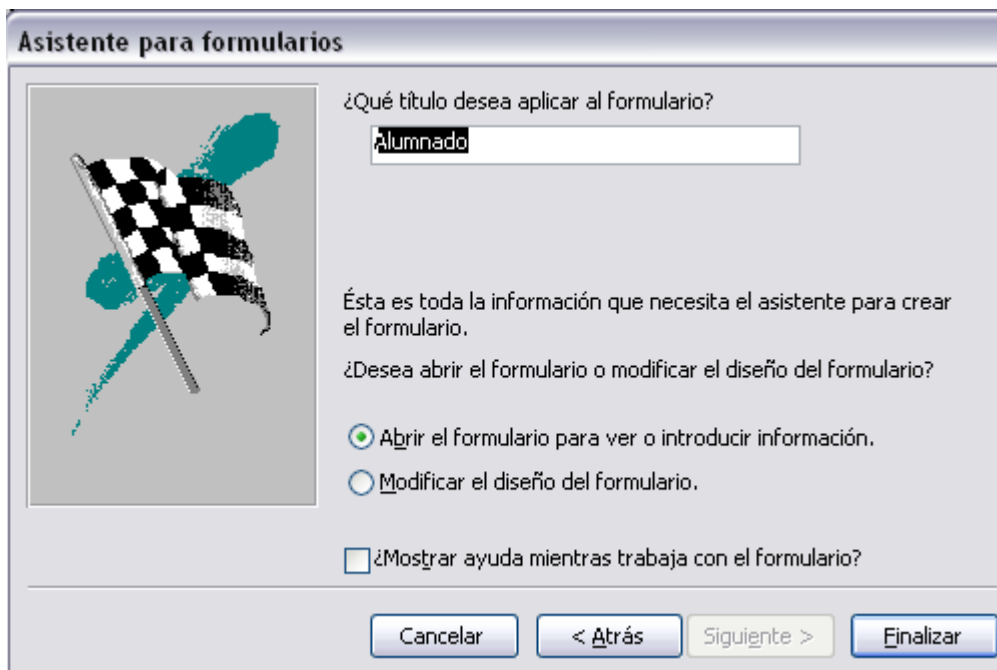 Asistente para formularios
¿Qué título desea aplicar al formulario?
Alumnado
Ésta es toda la información que necesita el asistente para crear
el formulario.
¿Desea abrir el formulario o modificar el diseño del formulario?
Abrir el formulario para ver o introducir información.
Modificar el diseño del formulario.
¿Mostrar ayuda mientras trabaja con el formulario?
Cancelar
< Atrás
Siguiente >
Finalizar